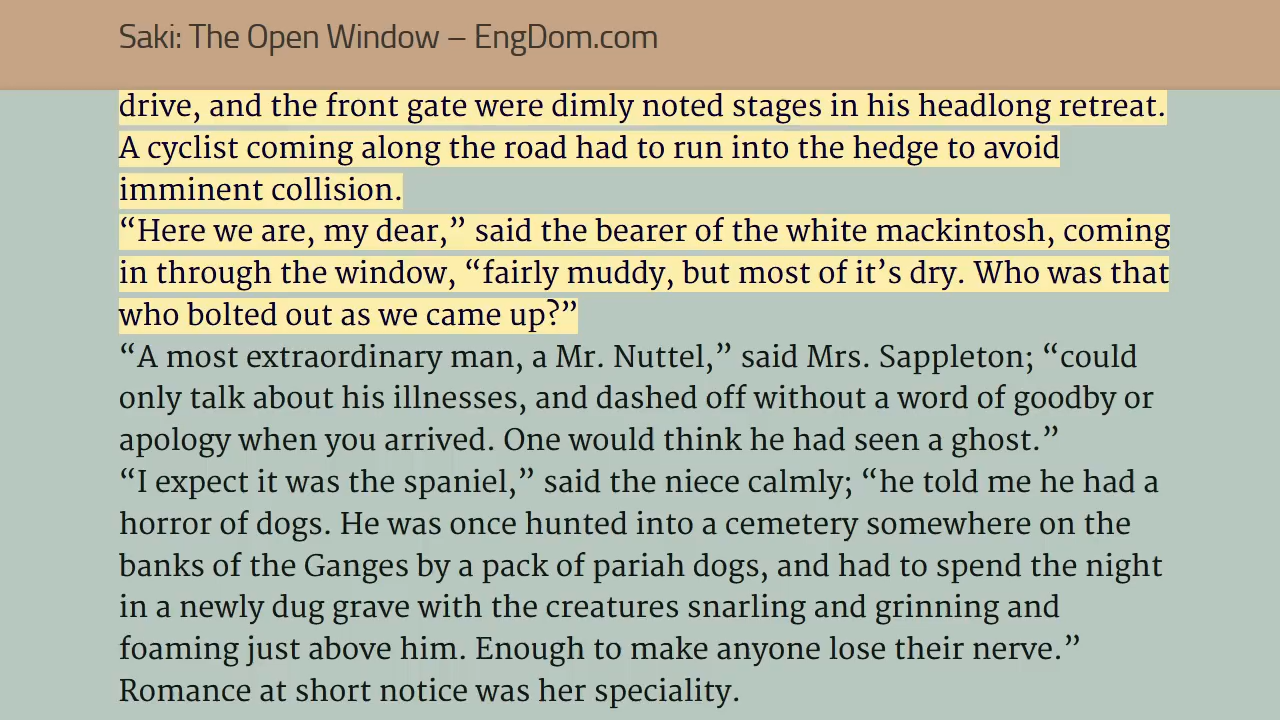 Saki: The Open Window – EngDom.com
drive, and the front gate were dimly noted stages in his headlong retreat.
A cyclist coming along the road had to run into the hedge to avoid
imminent collision.
“Here we are, my dear,” said the bearer of the white mackintosh, coming
in through the window, “fairly muddy, but most of it’s dry. Who was that
who bolted out as we came up?”
“A most extraordinary man, a Mr. Nuttel,” said Mrs. Sappleton; “could
only talk about his illnesses, and dashed off without a word of goodby or
apology when you arrived. One would think he had seen a ghost.”
“I expect it was the spaniel,” said the niece calmly; “he told me he had a
horror of dogs. He was once hunted into a cemetery somewhere on the
banks of the Ganges by a pack of pariah dogs, and had to spend the night
in a newly dug grave with the creatures snarling and grinning and
foaming just above him. Enough to make anyone lose their nerve.”
Romance at short notice was her speciality.